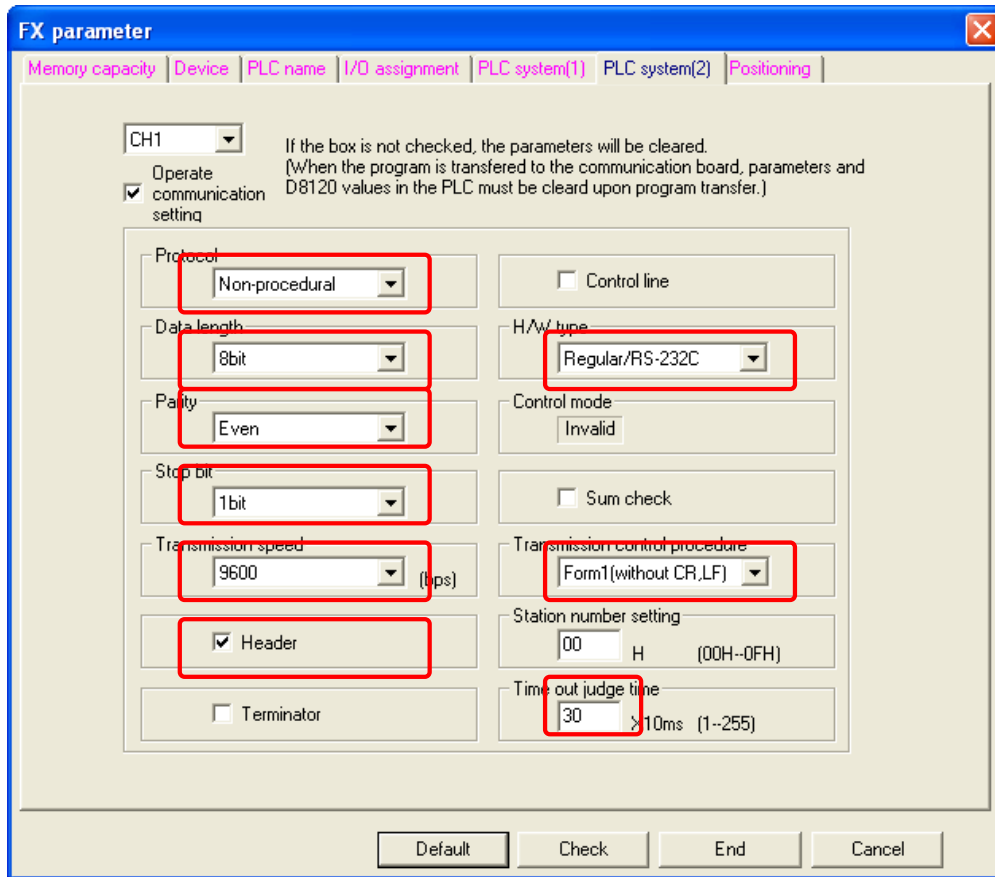 FX parameter
Memory capacity Device PLC name I/O assignment PLC system(1) PLC system(2) Positioning
CH1
If the box is not checked, the parameters will be cleared.
(When the program is transfered to the communication board, parameters and
D8120 values in the PLC must be cleard upon program transfer.)
Operate
communication
setting
Protocol
Non-procedural
Control line
Data length
8bit
H/W type
Regular/RS-232C
Parity
Even
Control mode
Invalid
Stop bit
1bit
Sum check
Transmission speed
9600 (bps)
Transmission control procedure
Form1(without CR,LF)
Header
Station number setting
00 H (00H--0FH)
Terminator
Time out judge time
30 X10ms (1--255)
Default Check End Cancel